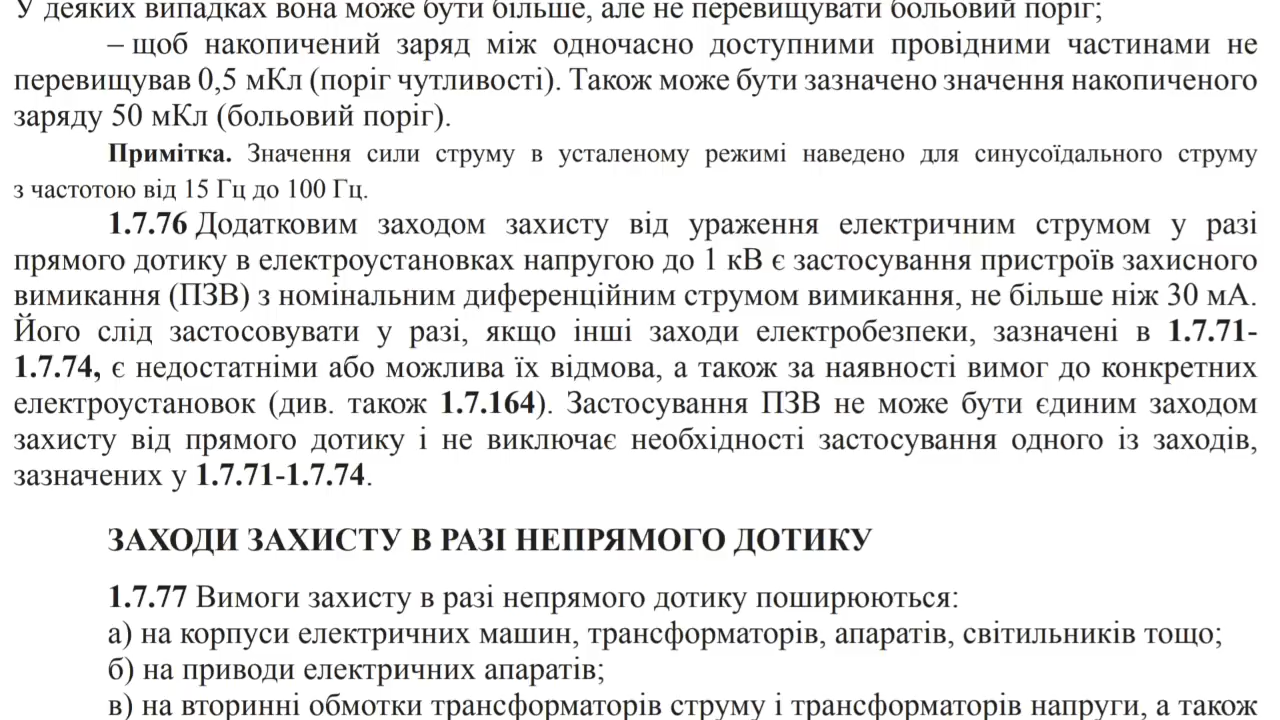 У деяких випадках вона може бути більше, але не перевищувати больовий поріг;
– щоб накопичений заряд між одночасно доступними провідними частинами не
перевищував 0,5 мКл (поріг чутливості). Також може бути зазначено значення накопиченого
заряду 50 мКл (больовий поріг).
Примітка. Значення сили струму в усталеному режимі наведено для синусоїдального струму
з частотою від 15 Гц до 100 Гц.
1.7.76 Додатковим заходом захисту від ураження електричним струмом у разі
прямого дотику в електроустановках напругою до 1 кВ є застосування пристроїв захисного
вимикання (ПЗВ) з номінальним диференційним струмом вимикання, не більше ніж 30 мА.
Його слід застосовувати у разі, якщо інші заходи електробезпеки, зазначені в 1.7.71-
1.7.74, є недостатніми або можлива їх відмова, а також за наявності вимог до конкретних
електроустановок (див. також 1.7.164). Застосування ПЗВ не може бути єдиним заходом
захисту від прямого дотику і не виключає необхідності застосування одного із заходів,
зазначених у 1.7.71-1.7.74.
ЗАХОДИ ЗАХИСТУ В РАЗІ НЕПРЯМОГО ДОТИКУ
1.7.77 Вимоги захисту в разі непрямого дотику поширюються:
а) на корпуси електричних машин, трансформаторів, апаратів, світильників тощо;
б) на приводи електричних апаратів;
в) на вторинні обмотки трансформаторів струму і трансформаторів напруги, а також